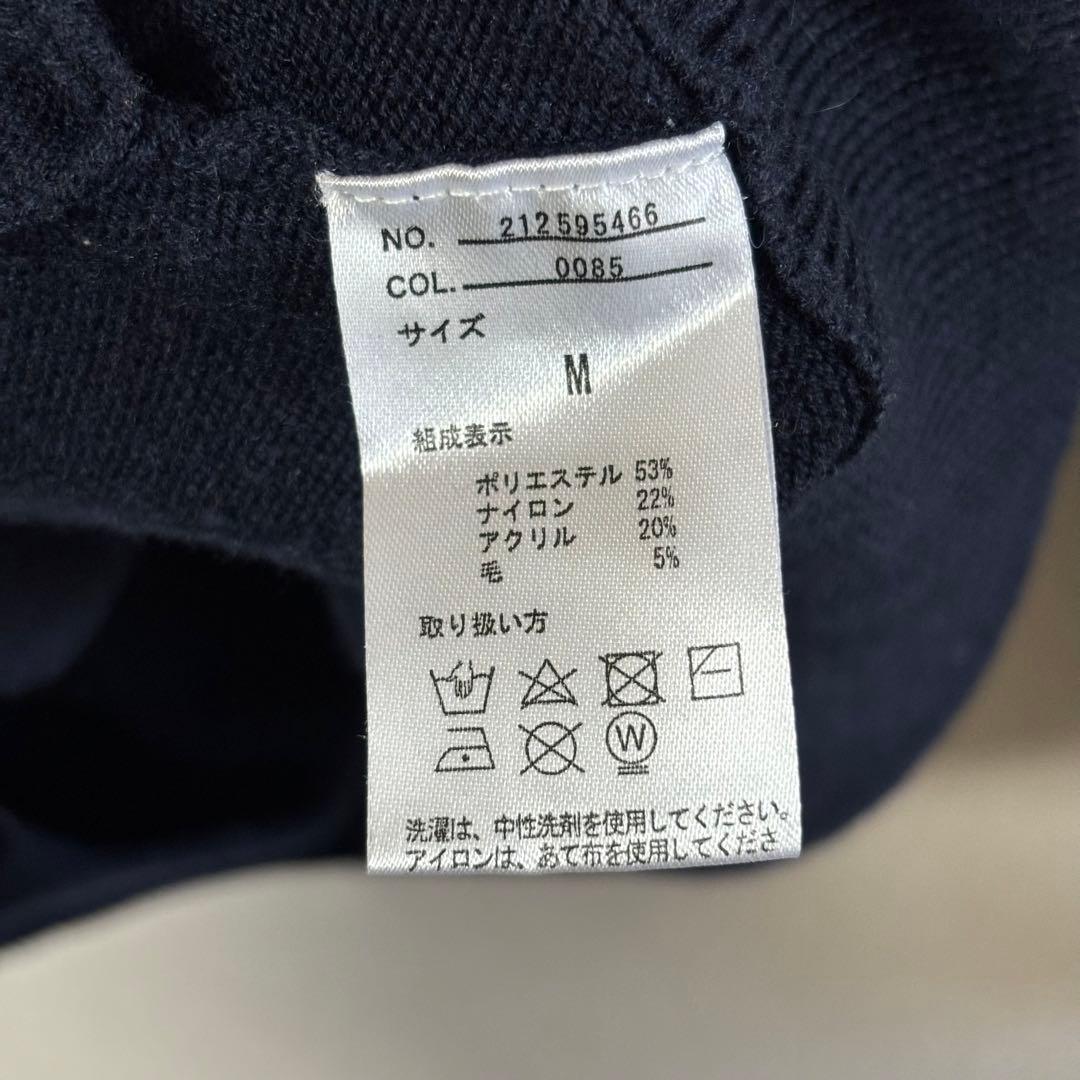 NO. 212595466
COL. 0085
サイズ
M
組成表示
ポリエステル 53%
ナイロン 22%
アクリル 20%
毛 5%
取り扱い方
W
洗濯は、中性洗剤を使用してください。
アイロンは、あて布を使用してくださ